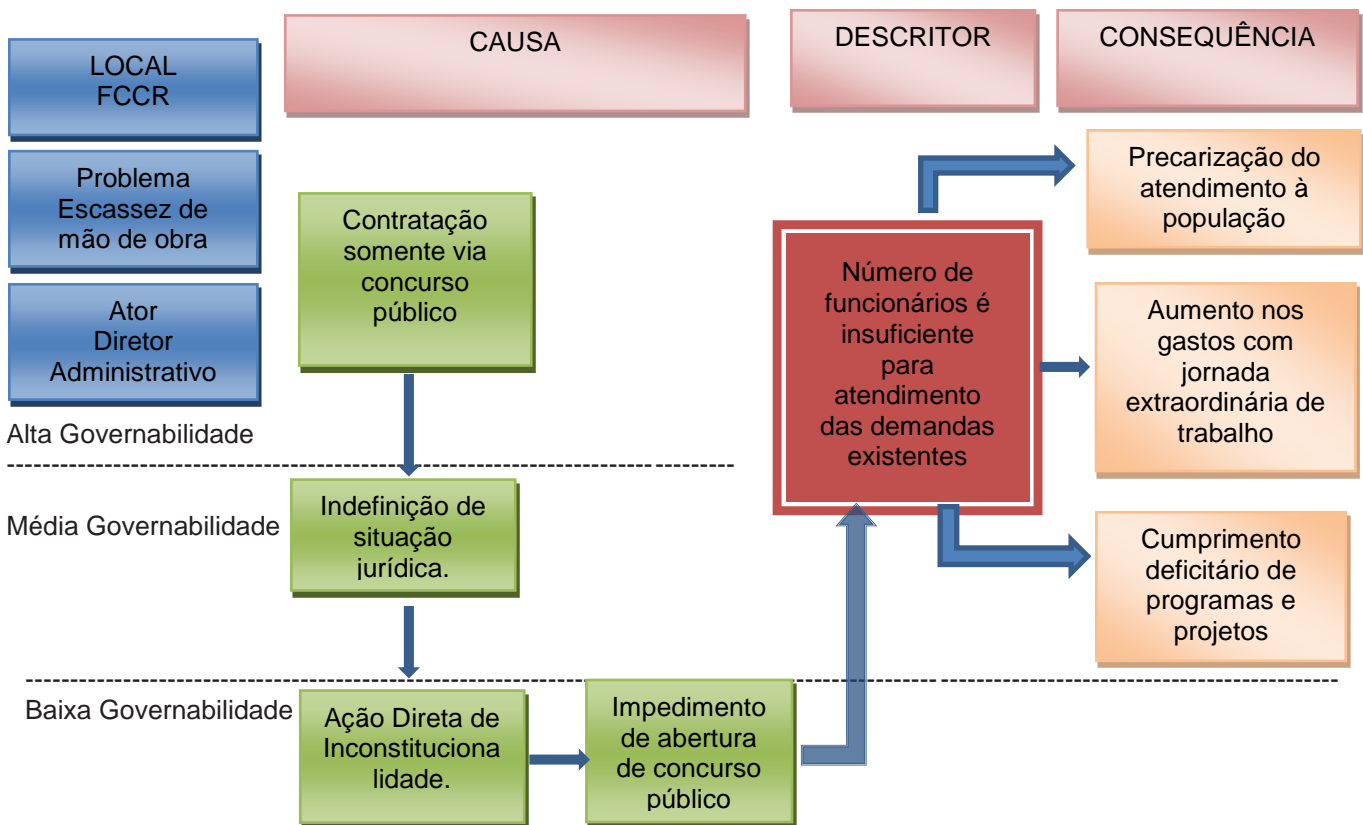 LOCAL
FCCR
CAUSA
DESCRITOR
CONSEQUÊNCIA
Problema
Escassez de
mão de obra
Ator
Diretor
Administrativo
Contratação
somente via
concurso
público
Número de
funcionários é
insuficiente
para
atendimento
das demandas
existentes
Precarização do
atendimento à
população
Aumento nos
gastos com
jornada
extraordinária de
trabalho
Cumprimento
deficitário de
programas e
projetos
Alta Governabilidade
Média Governabilidade
Indefinição de
situação
jurídica.
Baixa Governabilidade
Ação Direta de
Inconstituciona
lidade.
Impedimento
de abertura
de concurso
público